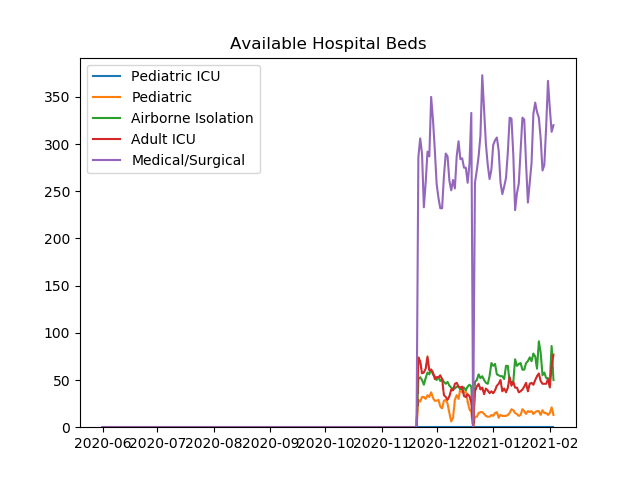 Available Hospital Beds
Pediatric ICU
Pediatric
Airborne Isolation
Adult ICU
Medical/Surgical
350
300
250
200
150
100
50
0
2020-06 2020-07 2020-08 2020-09 2020-10 2020-11 2020-12 2021-01 2021-02